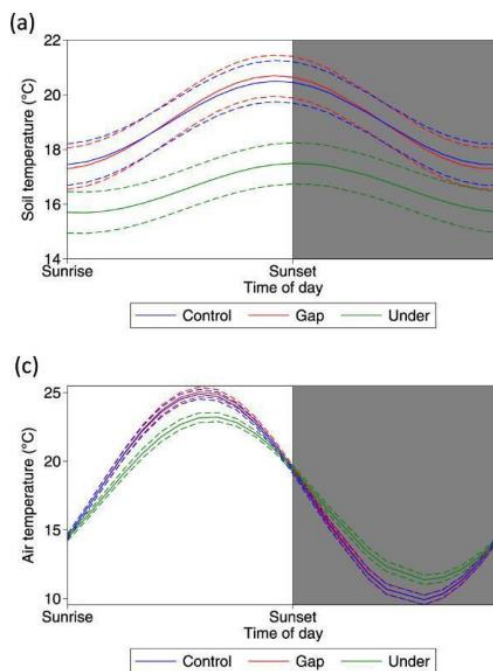 (a)
22
20
18
16
14
Soil temperature (°C)
Sunrise Sunset
Time of day
Control Gap Under
(c)
25
20
15
10
Air temperature (°C)
Sunrise Sunset
Time of day
Control Gap Under